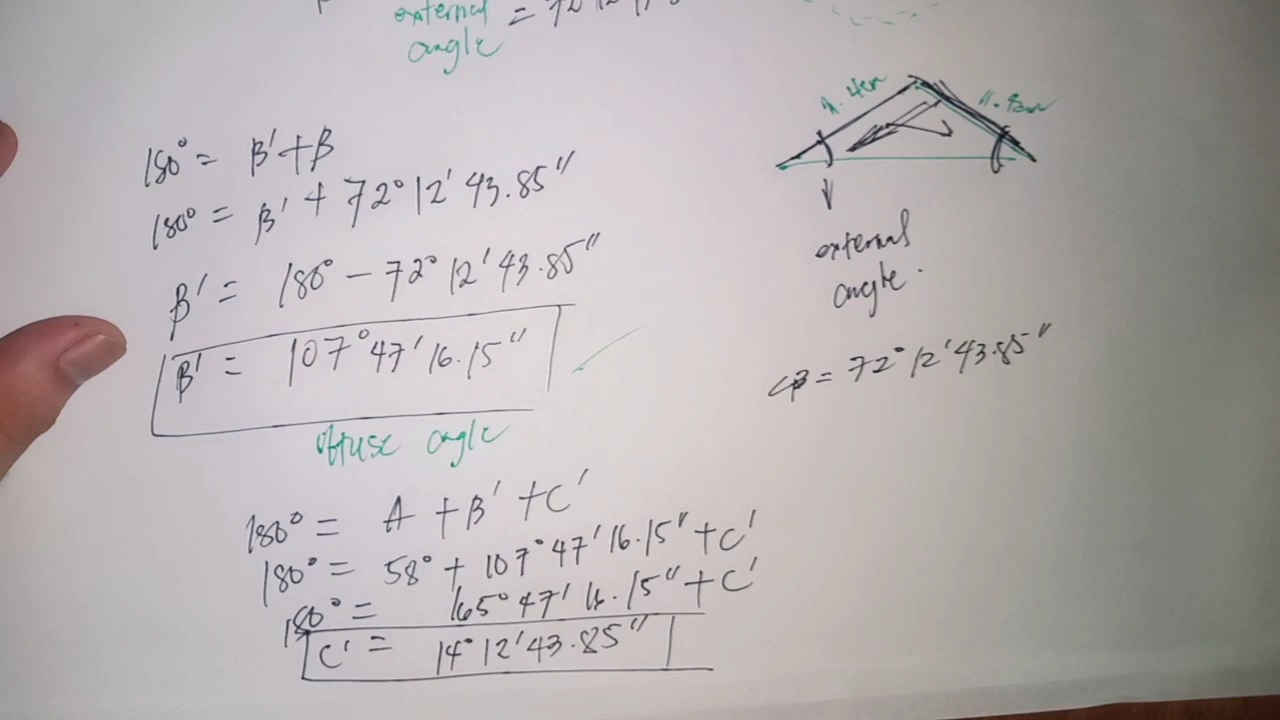 external
angle
180° = β' + β
180° = β' + 72° 12' 43.85"
β' = 180° - 72° 12' 43.85"
β' = 107° 47' 16.15"
obtuse angle
180° = A + β' + C'
180° = 58° + 107° 47' 16.15" + C'
180° = 165° 47' 16.15" + C'
C' = 14° 12' 43.85"
external
angle.
= 72° 12' 43.85"